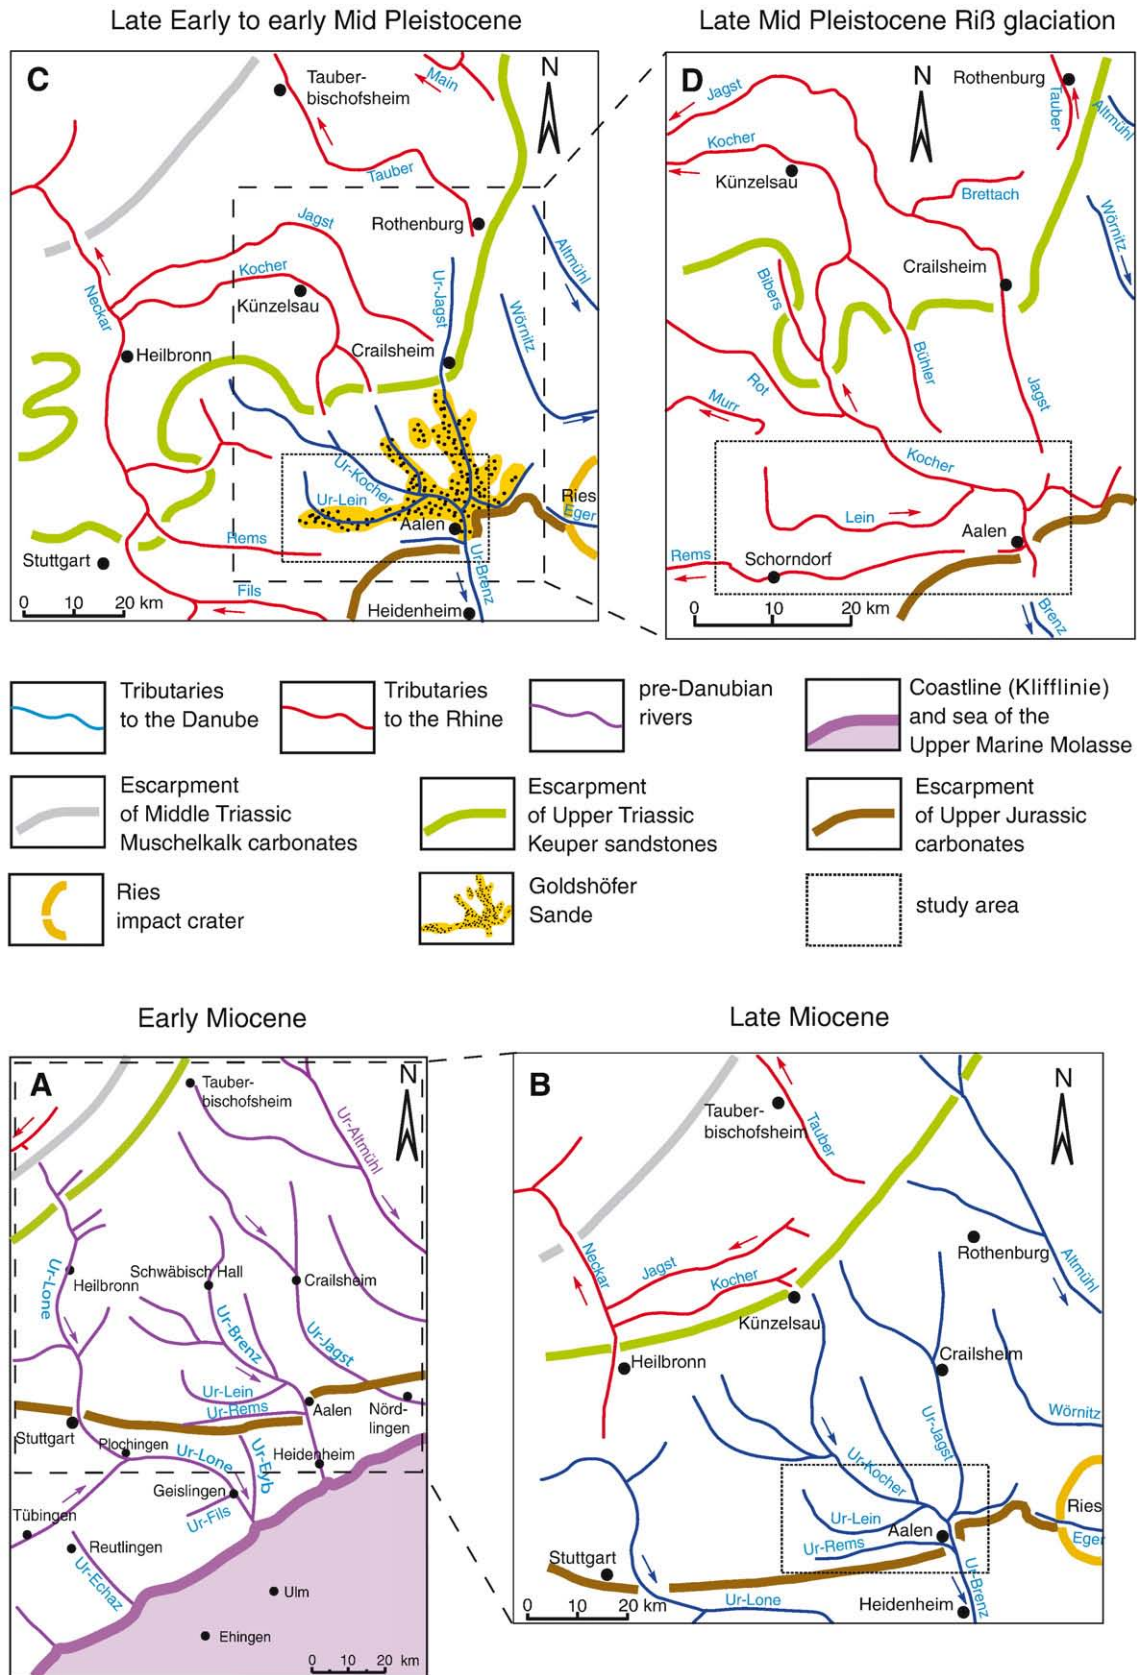 Late Early to early Mid Pleistocene
Late Mid Pleistocene Riß glaciation
C
Tauber-
bischofsheim
Main
N
Tauber
Rothenburg
Jagst
Kocher
Künzelsau
Ur-Jagst
Altmühl
Wörnitz
Neckar
Heilbronn
Crailsheim
Ur-Kocher
Ur-Lein
Aalen
Ries
Eger
Rems
Stuttgart
Ur-Brenz
Fils
Heidenheim
0 10 20 km
D
Jagst
N
Rothenburg
Tauber
Altmühl
Kocher
Künzelsau
Brettach
Wörnitz
Crailsheim
Bibers
Bühler
Rot
Murr
Jagst
Kocher
Lein
Aalen
Rems
Schorndorf
Brenz
0 10 20 km
Tributaries
to the Danube
Tributaries
to the Rhine
pre-Danubian
rivers
Coastline (Klifflinie)
and sea of the
Upper Marine Molasse
Escarpment
of Middle Triassic
Muschelkalk carbonates
Escarpment
of Upper Triassic
Keuper sandstones
Escarpment
of Upper Jurassic
carbonates
Ries
impact crater
Goldshöfer
Sande
study area
Early Miocene
Late Miocene
A
Tauber-
bischofsheim
N
Ur-Altmühl
Ur-Lone
Heilbronn
Schwäbisch Hall
Crailsheim
Ur-Brenz
Ur-Jagst
Ur-Lein
Ur-Rems
Aalen
Nörd-
lingen
Stuttgart
Plochingen
Ur-Lone
Ur-Eyb
Heidenheim
Geislingen
Ur-Fils
Tübingen
Reutlingen
Ur-Echaz
Ulm
Ehingen
0 10 20 km
B
Tauber-
bischofsheim
Tauber
N
Neckar
Jagst
Kocher
Künzelsau
Rothenburg
Altmühl
Heilbronn
Crailsheim
Ur-Jagst
Wörnitz
Ur-Kocher
Ur-Lein
Aalen
Ries
Eger
Ur-Rems
Stuttgart
Ur-Lone
Heidenheim
Ur-Brenz
0 10 20 km